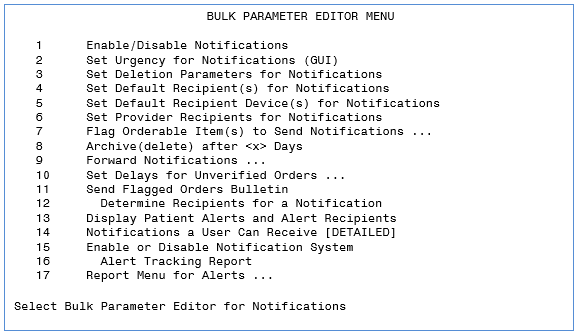 BULK PARAMETER EDITOR MENU
1 Enable/Disable Notifications
2 Set Urgency for Notifications (GUI)
3 Set Deletion Parameters for Notifications
4 Set Default Recipient(s) for Notifications
5 Set Default Recipient Device(s) for Notifications
6 Set Provider Recipients for Notifications
7 Flag Orderable Item(s) to Send Notifications ...
8 Archive(delete) after <x> Days
9 Forward Notifications ...
10 Set Delays for Unverified Orders ...
11 Send Flagged Orders Bulletin
12 Determine Recipients for a Notification
13 Display Patient Alerts and Alert Recipients
14 Notifications a User Can Receive [DETAILED]
15 Enable or Disable Notification System
16 Alert Tracking Report
17 Report Menu for Alerts ...
Select Bulk Parameter Editor for Notifications